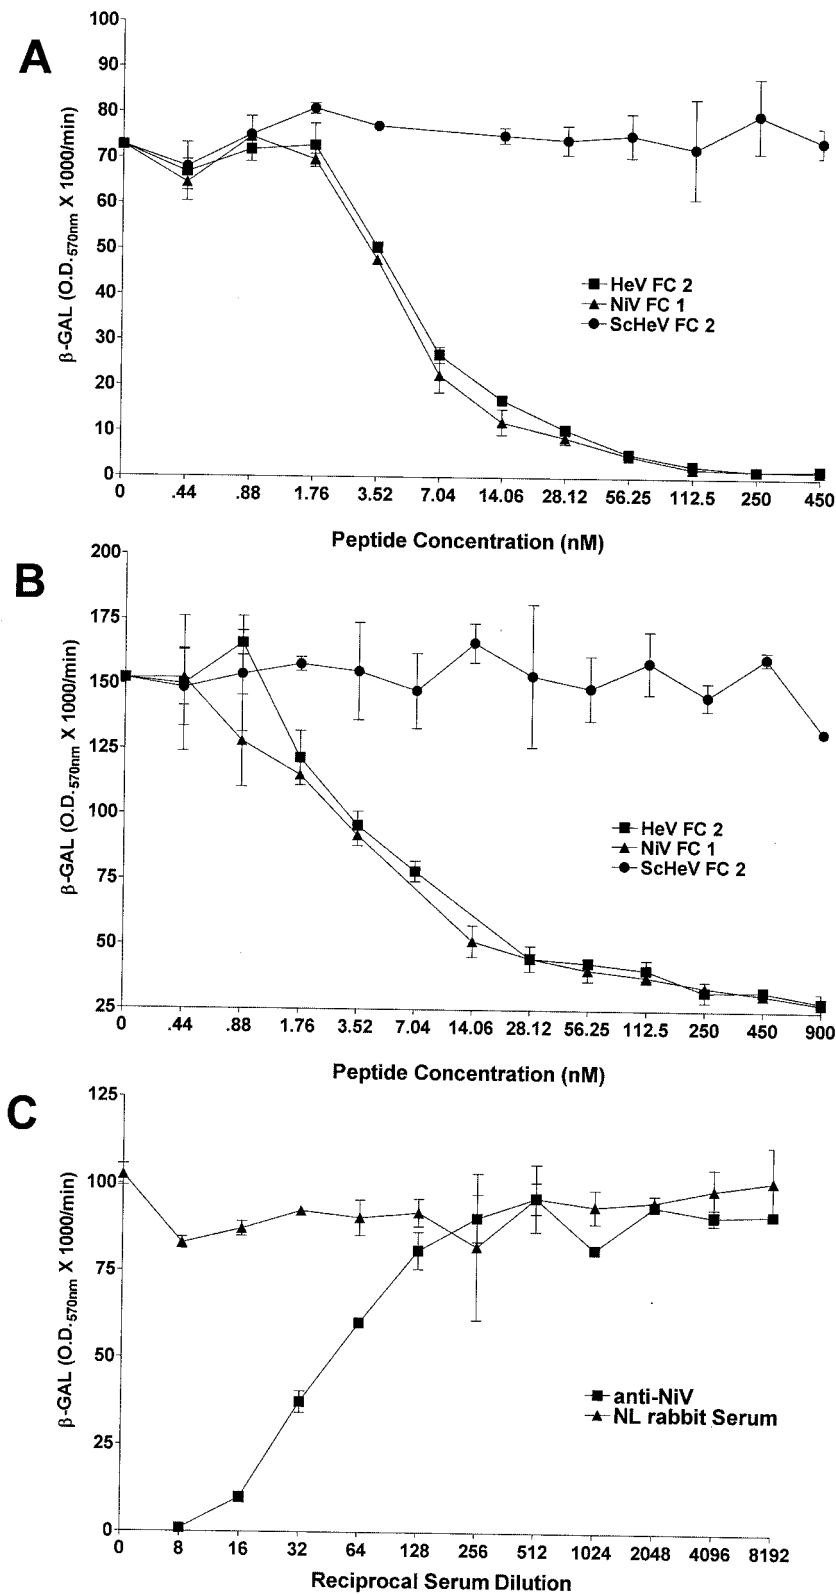 A
100
90
80
70
60
50
40
30
20
10
0
β-GAL (O.D.570nm X 1000/min)
HeV FC 2
NiV FC 1
ScHeV FC 2
0 .44 .88 1.76 3.52 7.04 14.06 28.12 56.25 112.5 250 450
Peptide Concentration (nM)
B
200
175
150
125
100
75
50
25
β-GAL (O.D.570nm X 1000/min)
HeV FC 2
NiV FC 1
ScHeV FC 2
0 .44 .88 1.76 3.52 7.04 14.06 28.12 56.25 112.5 250 450 900
Peptide Concentration (nM)
C
125
100
75
50
25
0
β-GAL (O.D.570nm X 1000/min)
anti-NiV
NL rabbit Serum
0 8 16 32 64 128 256 512 1024 2048 4096 8192
Reciprocal Serum Dilution